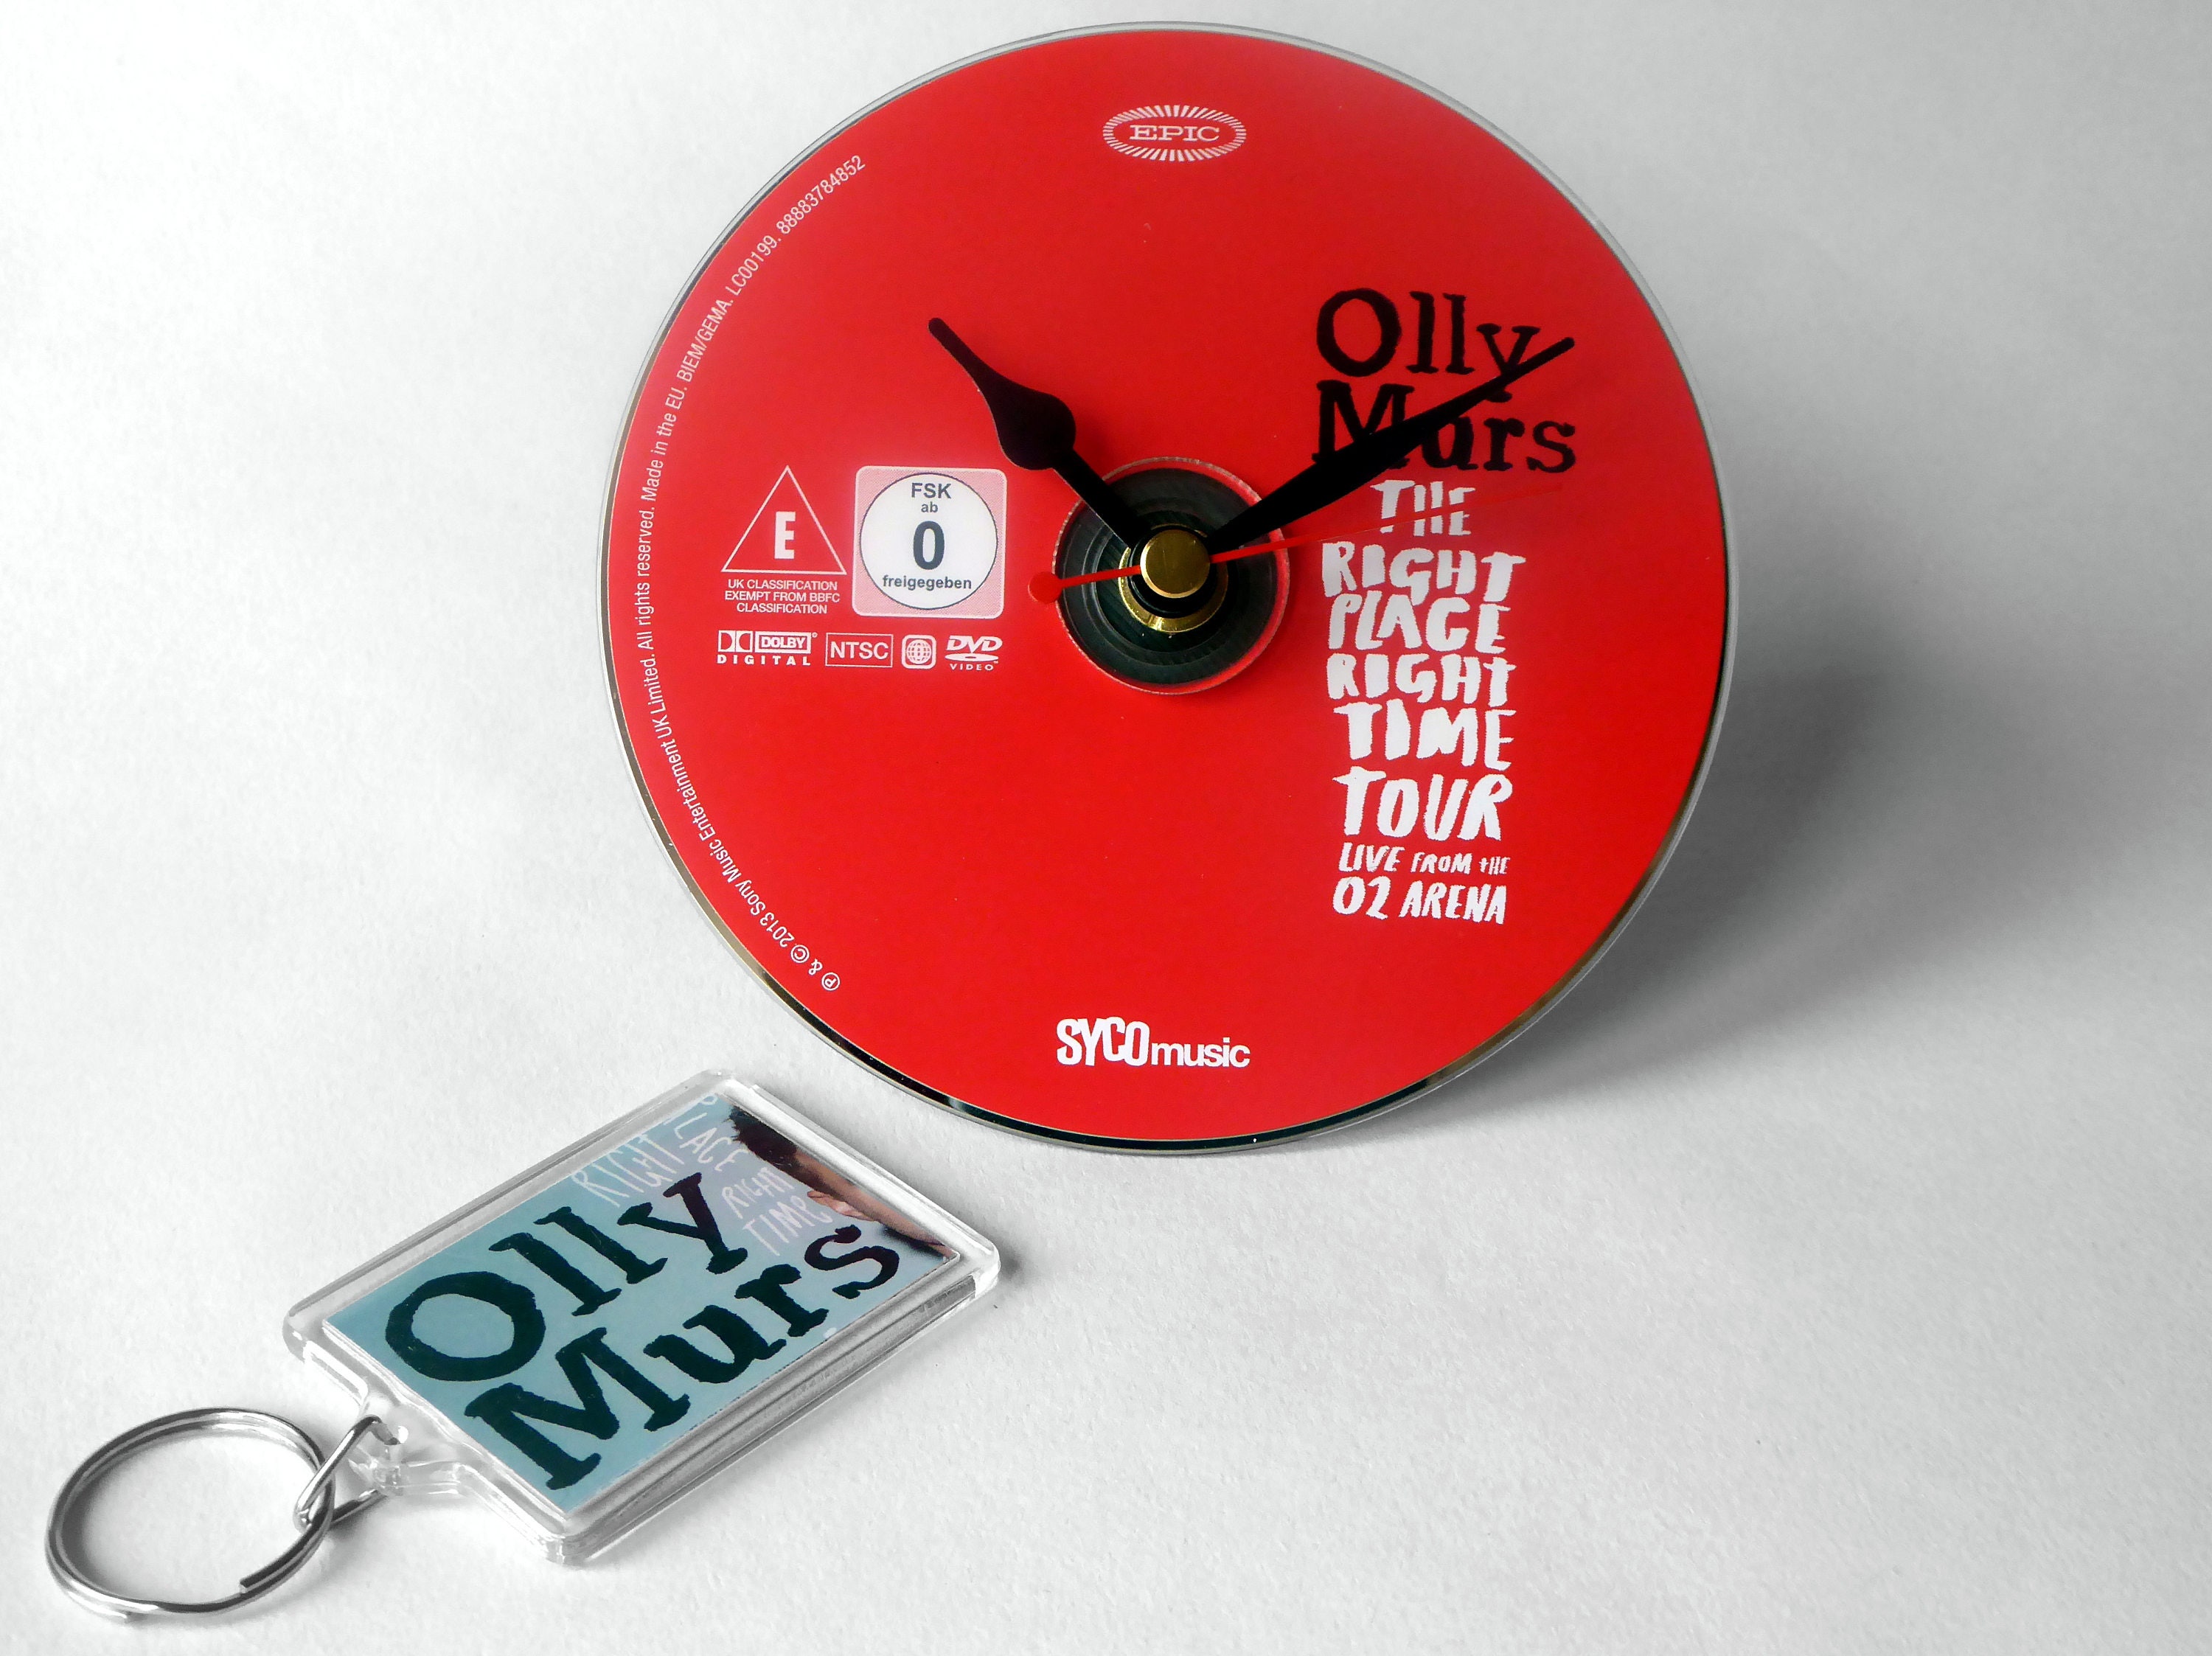 EPIC
Olly
Murs
THE
RIGHT
PLACE
RIGHT
TIME
TOUR
LIVE FROM THE
O2 ARENA
E
UK CLASSIFICATION
EXEMPT FROM BBFC
CLASSIFICATION
FSK
ab
0
freigegeben
DOLBY
DIGITAL
NTSC
0
DVD
VIDEO
℗ & © 2013 Sony Music Entertainment UK Limited. All rights reserved. Made in the EU. BIEM/GEMA. LC00199. 88883784852
SYCOmusic
RIGHT
PLACE
RIGHT
TIME
Olly
Murs